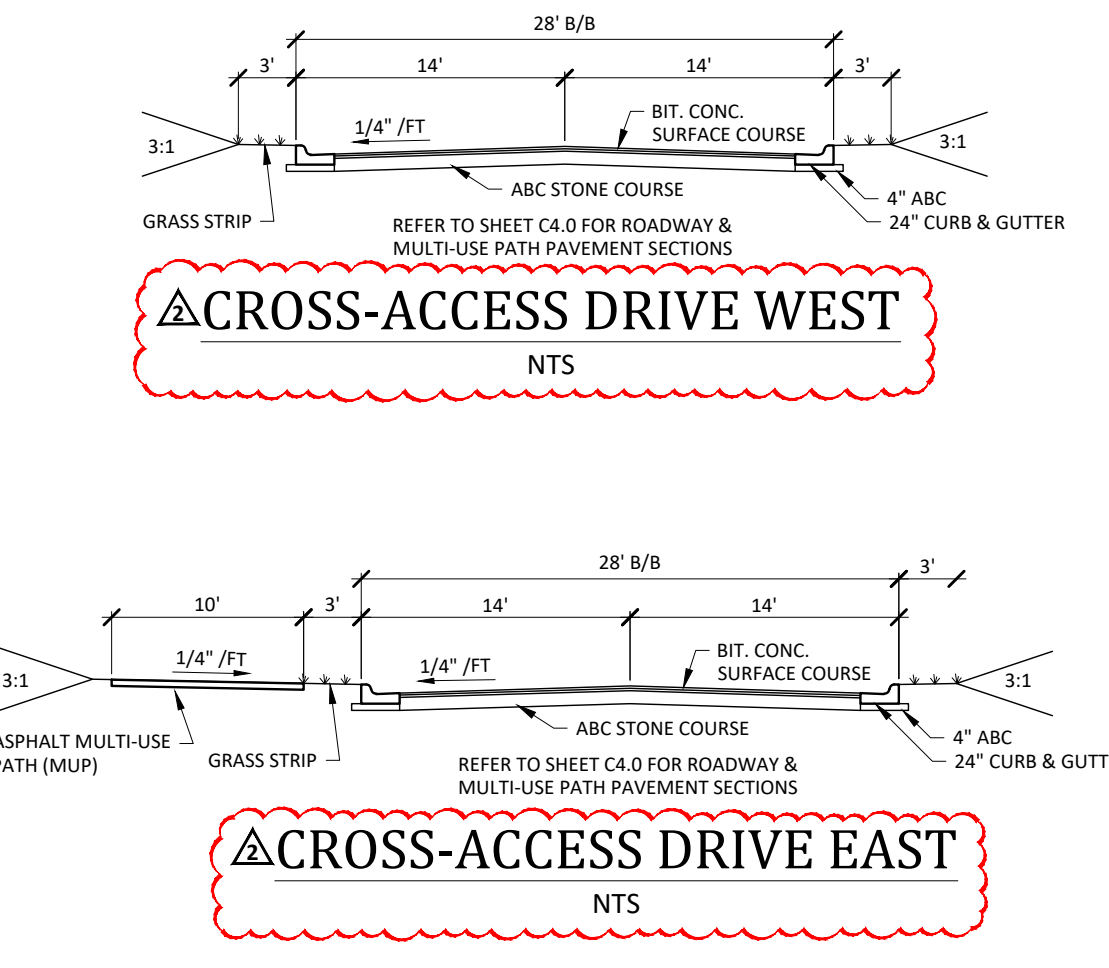 28' B/B
3'
14'
14'
3'
1/4" /FT
BIT. CONC.
SURFACE COURSE
3:1
3:1
ABC STONE COURSE
4" ABC
GRASS STRIP
24" CURB & GUTTER
REFER TO SHEET C4.0 FOR ROADWAY &
MULTI-USE PATH PAVEMENT SECTIONS
2 CROSS-ACCESS DRIVE WEST
NTS
28' B/B
3'
10'
3'
14'
14'
1/4" /FT
1/4" /FT
BIT. CONC.
SURFACE COURSE
3:1
3:1
ABC STONE COURSE
4" ABC
ASPHALT MULTI-USE
PATH (MUP)
GRASS STRIP
24" CURB & GUTT
REFER TO SHEET C4.0 FOR ROADWAY &
MULTI-USE PATH PAVEMENT SECTIONS
2 CROSS-ACCESS DRIVE EAST
NTS